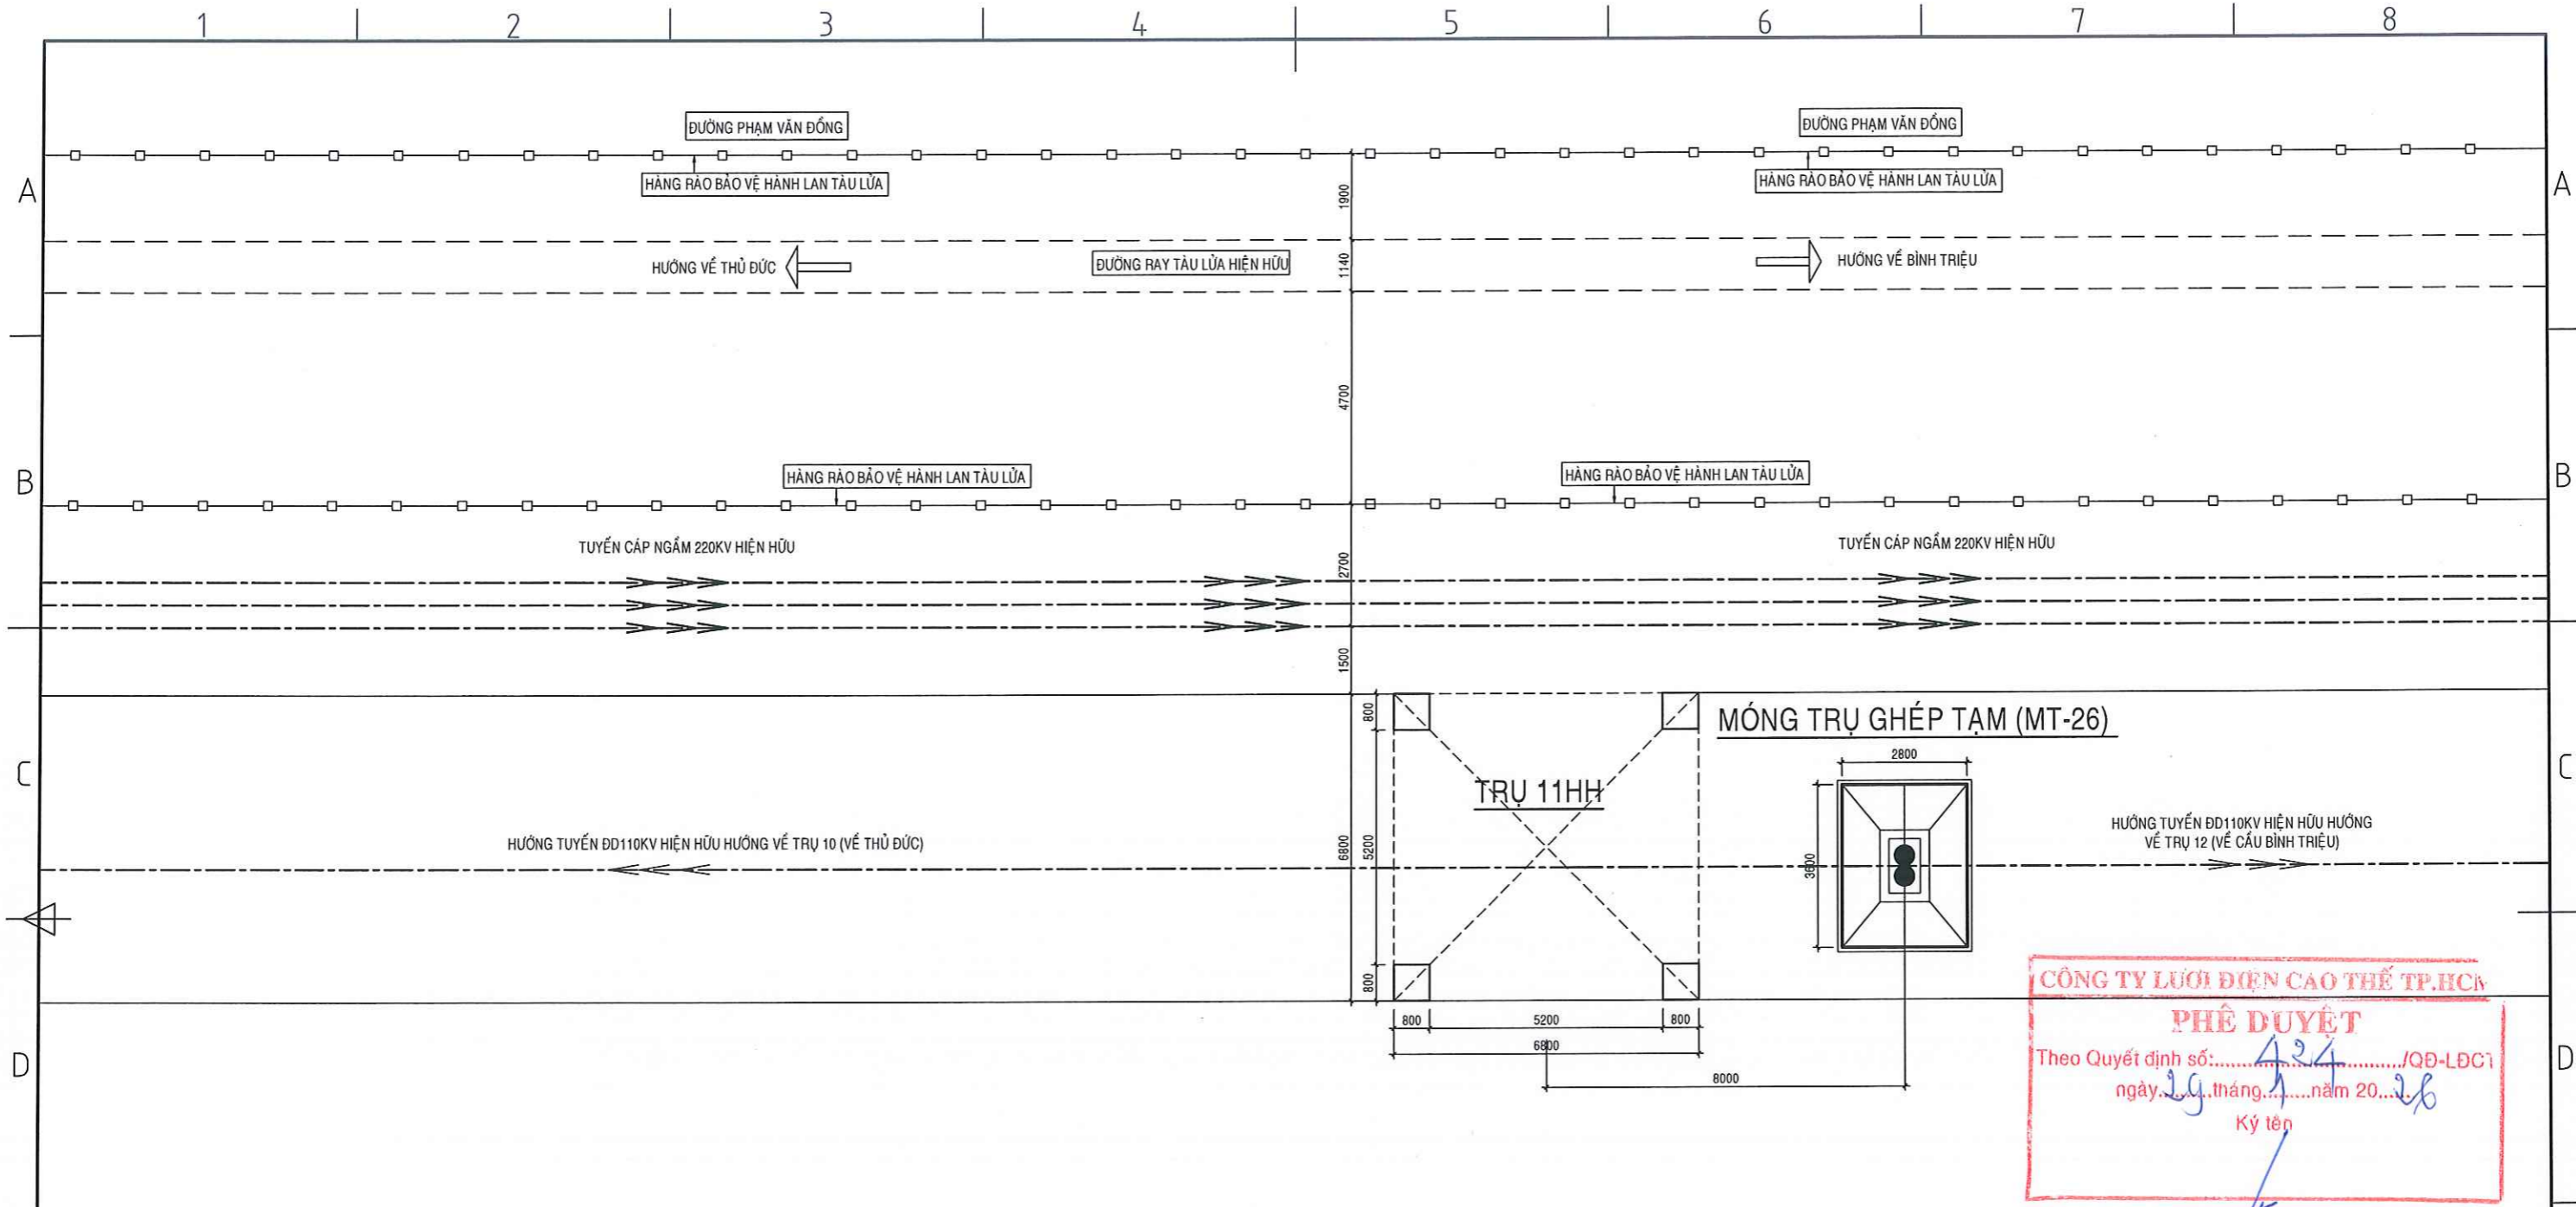 1 2 3 4 5 6 7 8
ĐƯỜNG PHẠM VĂN ĐỒNG
ĐƯỜNG PHẠM VĂN ĐỒNG
A
HÀNG RÀO BẢO VỆ HÀNH LAN TÀU LỬA
1900
HÀNG RÀO BẢO VỆ HÀNH LAN TÀU LỬA
A
HƯỚNG VỀ THỦ ĐỨC
ĐƯỜNG RAY TÀU LỬA HIỆN HỮU
1140
HƯỚNG VỀ BÌNH TRIỆU
4700
B
HÀNG RÀO BẢO VỆ HÀNH LAN TÀU LỬA
HÀNG RÀO BẢO VỆ HÀNH LAN TÀU LỬA
B
TUYẾN CÁP NGẦM 220KV HIỆN HỮU
2700
TUYẾN CÁP NGẦM 220KV HIỆN HỮU
1500
800
MÓNG TRỤ GHÉP TẠM (MT-26)
2800
C
TRỤ 11HH
C
HƯỚNG TUYẾN ĐD110KV HIỆN HỮU HƯỚNG VỀ TRỤ 10 (VỀ THỦ ĐỨC)
6800
5200
3600
HƯỚNG TUYẾN ĐD110KV HIỆN HỮU HƯỚNG
VỀ TRỤ 12 (VỀ CẦU BÌNH TRIỆU)
800
800 5200 800
6800
8000
D
CÔNG TY LƯỚI ĐIỆN CAO THẾ TP.HCM
PHÊ DUYỆT
Theo Quyết định số:.....424...../QĐ-LĐCT
ngày 29 tháng 1 năm 20 26
Ký tên
D